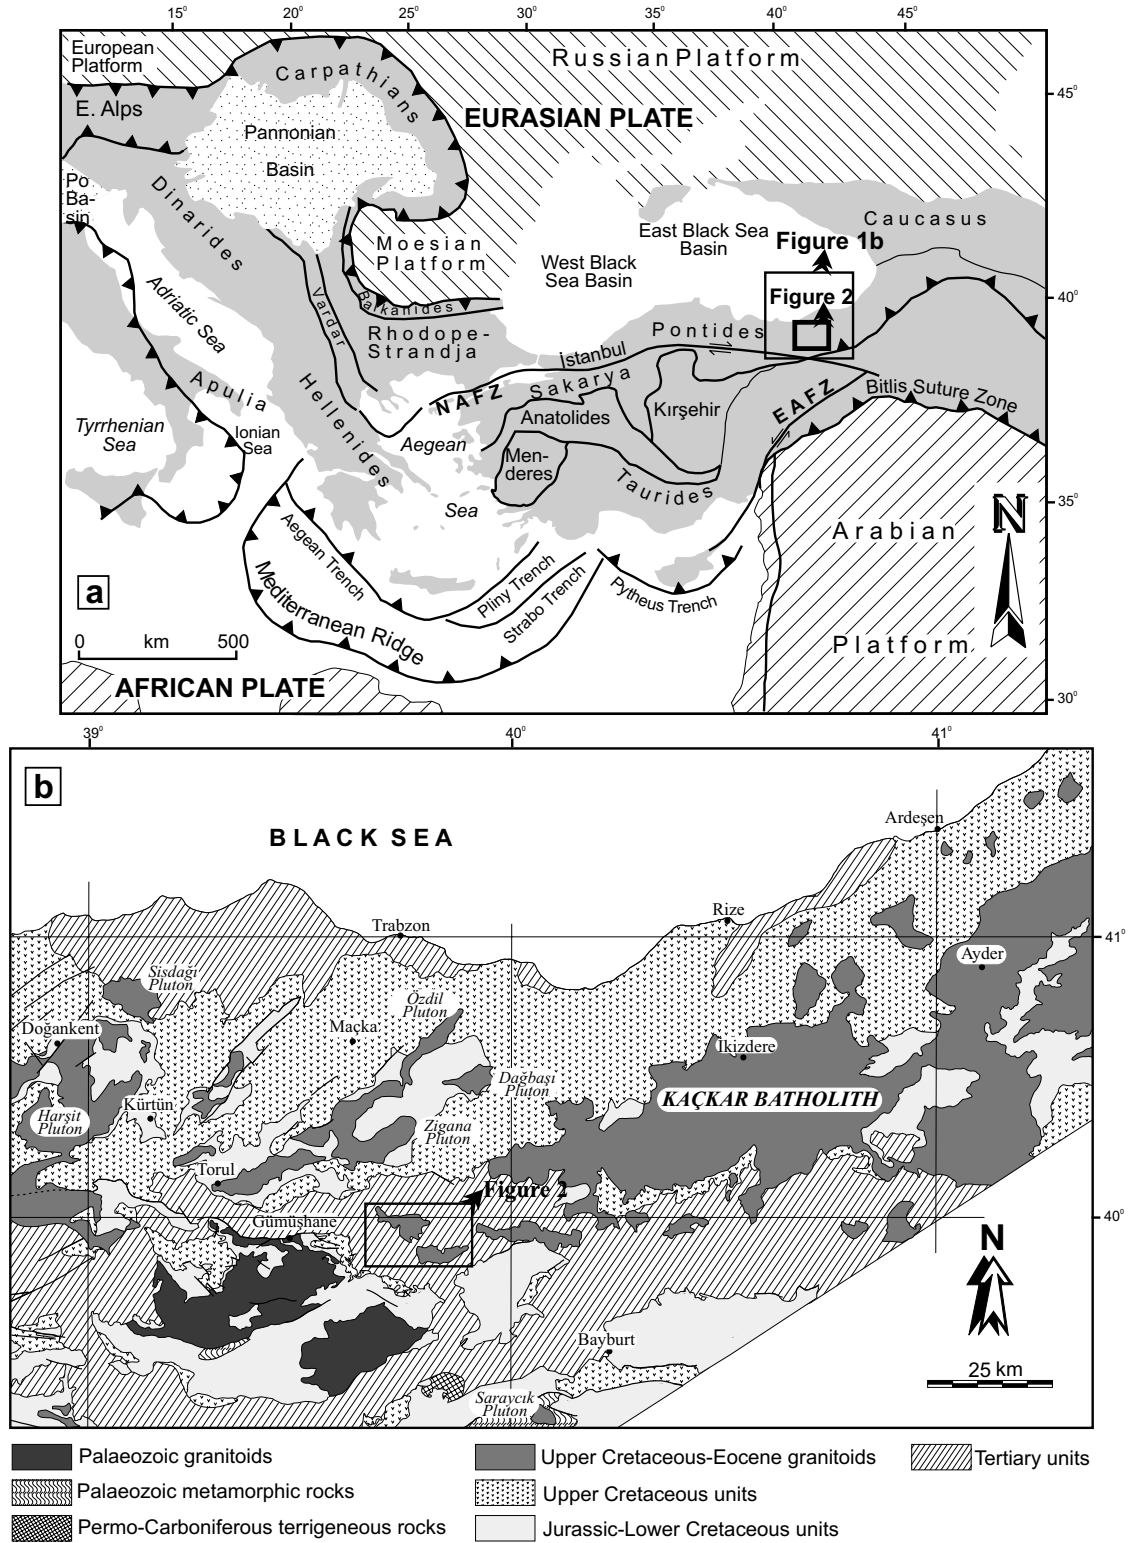 15° 20° 25° 30° 35° 40° 45°
European
Platform
Carpathians
Russian Platform
45°
E. Alps
EURASIAN PLATE
Pannonian
Basin
Po
Ba-
sin
Dinarides
Moesian
Platform
East Black Sea
Basin
Caucasus
Figure 1b
West Black
Sea Basin
Adriatic Sea
Vardar
Balkanides
Figure 2
40°
Rhodope-
Strandja
Pontides
İstanbul
Apulia
Hellenides
NAFZ
Sakarya
Bitlis Suture Zone
EAFZ
Anatolides
Kırşehir
Tyrrhenian
Sea
Ionian
Sea
Aegean
Sea
Men-
deres
Taurides
35°
Arabian
Platform
N
Aegean Trench
Pliny Trench
Strabo Trench
Pytheus Trench
Mediterranean Ridge
a
0 km 500
AFRICAN PLATE
30°
39° 40° 41°
b
BLACK SEA
Ardeşen
Rize
Trabzon
41°
Ayder
Sisdağı
Pluton
Özdil
Pluton
Doğankent
Maçka
İkizdere
Dağbaşı
Pluton
KAÇKAR BATHOLITH
Kürtün
Harşit
Pluton
Zigana
Pluton
Torul
Figure 2
Gümüşhane
40°
N
Bayburt
25 km
Saraycık
Pluton
Palaeozoic granitoids
Palaeozoic metamorphic rocks
Permo-Carboniferous terrigeneous rocks
Upper Cretaceous-Eocene granitoids
Upper Cretaceous units
Jurassic-Lower Cretaceous units
Tertiary units